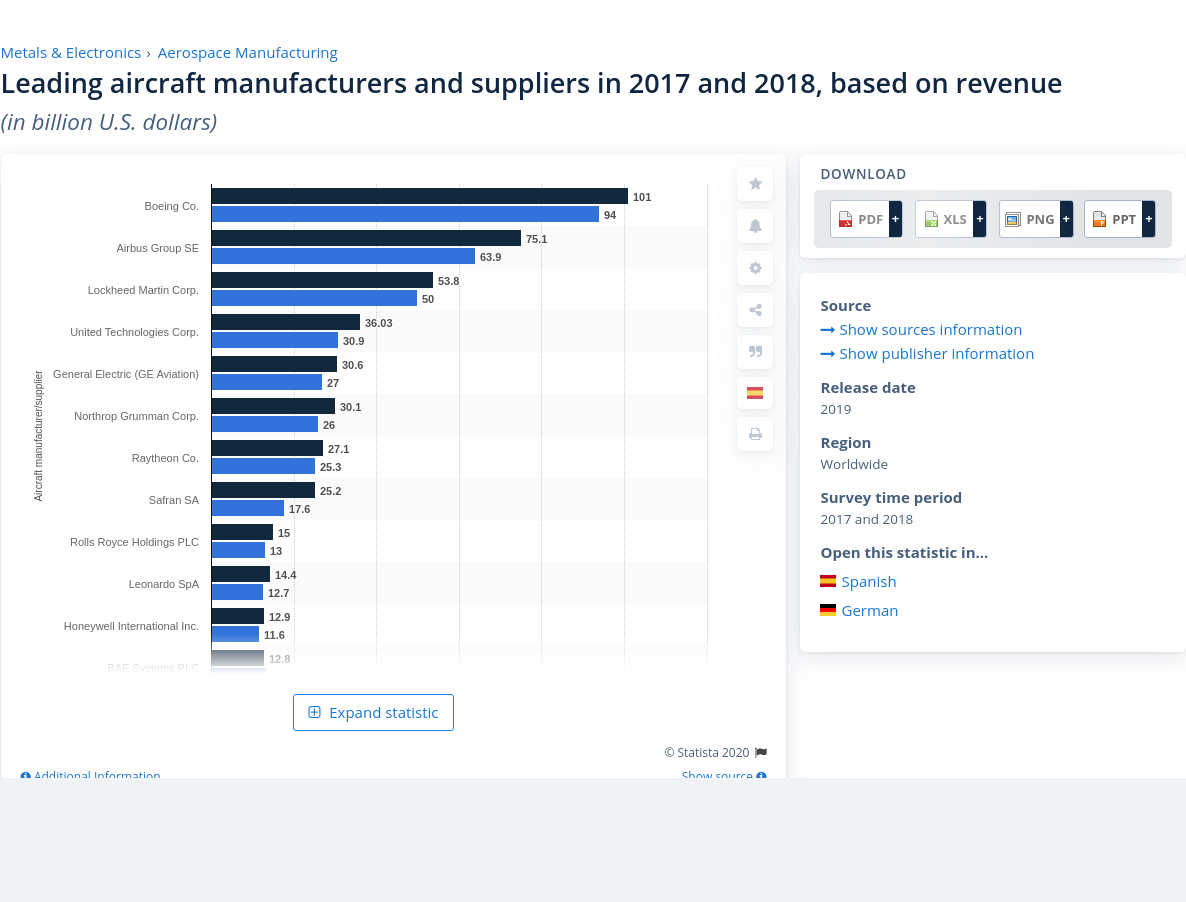 Metals & Electronics › Aerospace Manufacturing
Leading aircraft manufacturers and suppliers in 2017 and 2018, based on revenue
(in billion U.S. dollars)
Aircraft manufacturer/supplier
Boeing Co.
101
94
Airbus Group SE
75.1
63.9
Lockheed Martin Corp.
53.8
50
United Technologies Corp.
36.03
30.9
General Electric (GE Aviation)
30.6
27
Northrop Grumman Corp.
30.1
26
Raytheon Co.
27.1
25.3
Safran SA
25.2
17.6
Rolls Royce Holdings PLC
15
13
Leonardo SpA
14.4
12.7
Honeywell International Inc.
12.9
11.6
BAE Systems PLC
12.8
Expand statistic
© Statista 2020
Additional Information
Show source
DOWNLOAD
PDF +
XLS +
PNG +
PPT +
Source
Show sources information
Show publisher information
Release date
2019
Region
Worldwide
Survey time period
2017 and 2018
Open this statistic in...
Spanish
German